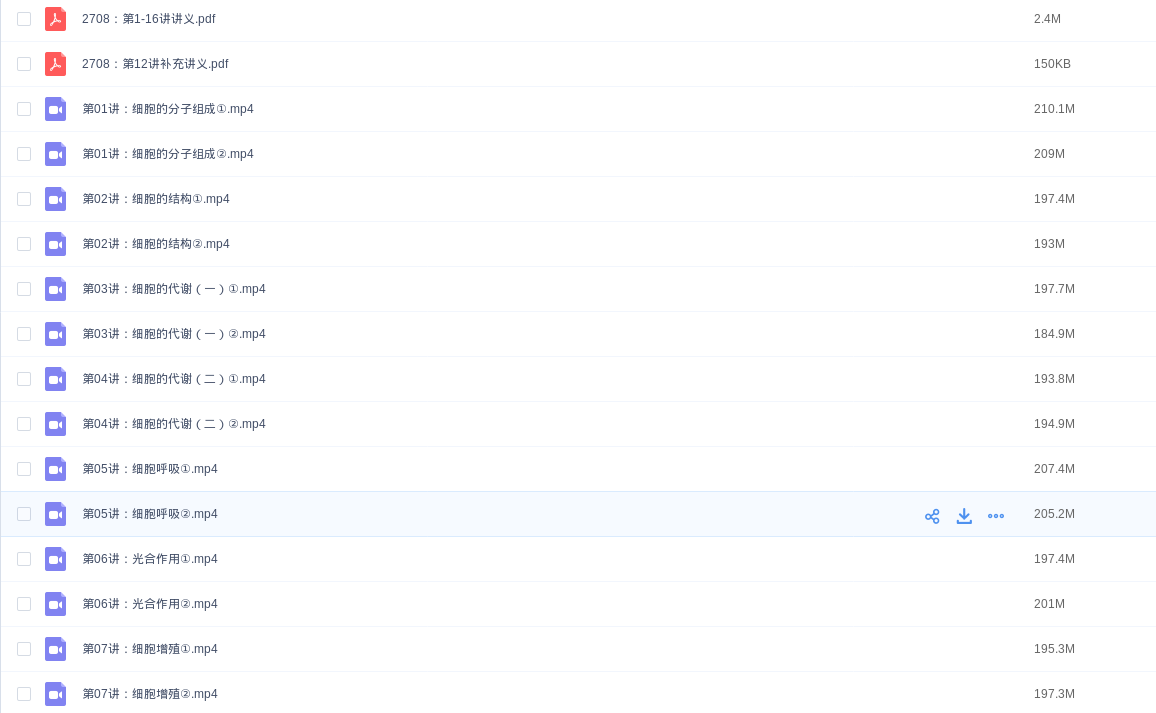 2708：第1-16讲讲义.pdf 2.4M
2708：第12讲补充讲义.pdf 150KB
第01讲：细胞的分子组成①.mp4 210.1M
第01讲：细胞的分子组成②.mp4 209M
第02讲：细胞的结构①.mp4 197.4M
第02讲：细胞的结构②.mp4 193M
第03讲：细胞的代谢（一）①.mp4 197.7M
第03讲：细胞的代谢（一）②.mp4 184.9M
第04讲：细胞的代谢（二）①.mp4 193.8M
第04讲：细胞的代谢（二）②.mp4 194.9M
第05讲：细胞呼吸①.mp4 207.4M
第05讲：细胞呼吸②.mp4 205.2M
第06讲：光合作用①.mp4 197.4M
第06讲：光合作用②.mp4 201M
第07讲：细胞增殖①.mp4 195.3M
第07讲：细胞增殖②.mp4 197.3M